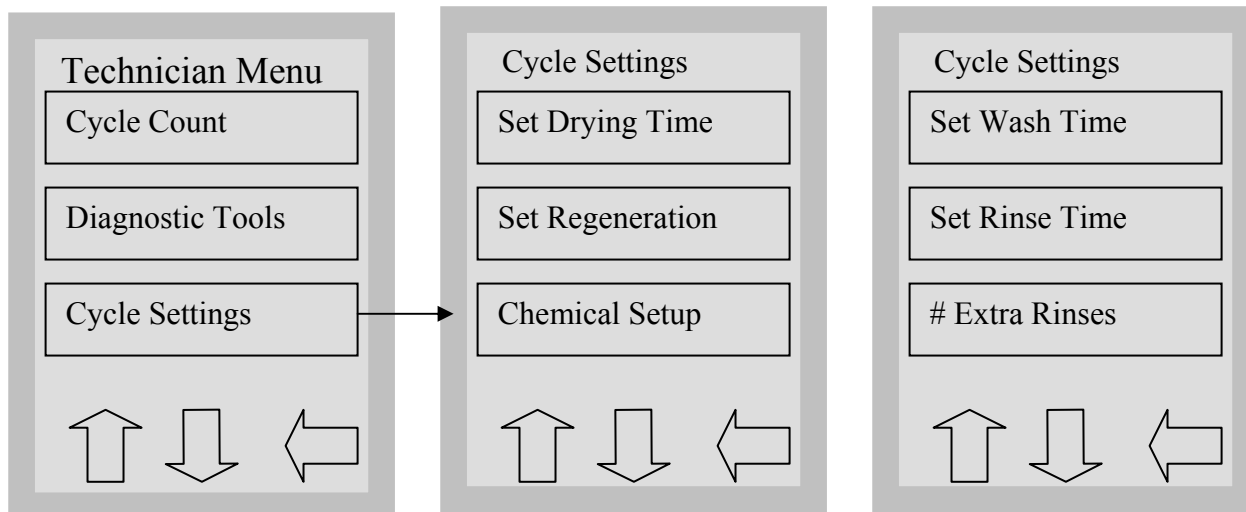 Technician Menu
Cycle Count
Diagnostic Tools
Cycle Settings
Cycle Settings
Set Drying Time
Set Regeneration
Chemical Setup
Cycle Settings
Set Wash Time
Set Rinse Time
# Extra Rinses